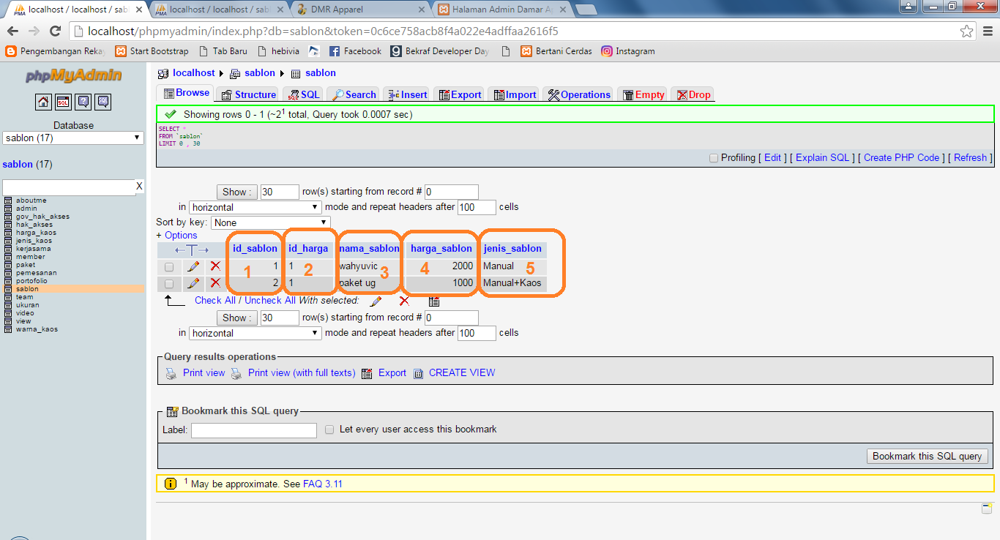 localhost / localhost / sabl
localhost / localhost / sabl
DMR Apparel
Halaman Admin Damar Ap
localhost/phpmyadmin/index.php?db=sablon&token=0c6ce758acb8f4a022e4adffaa2616f5
Pengembangan Reka
Start Bootstrap
Tab Baru
hebivia
Facebook
Bekraf Developer Day
Bertani Cerdas
Instagram
phpMyAdmin
Database
sablon (17)
sablon (17)
X
aboutme
admin
gov_hak_akses
hak_akses
harga_kaos
jenis_kaos
kerjasama
member
paket
pemesanan
portofolio
sablon
team
ukuran
video
view
warna_kaos
localhost sablon sablon
Browse Structure SQL Search Insert Export Import Operations Empty Drop
Showing rows 0 - 1 (~2¹ total, Query took 0.0007 sec)
SELECT *
FROM `sablon`
LIMIT 0 , 30
Profiling [ Edit ] [ Explain SQL ] [ Create PHP Code ] [ Refresh ]
Show : 30 row(s) starting from record # 0
in horizontal mode and repeat headers after 100 cells
Sort by key: None
+ Options
←T→ id_sablon id_harga nama_sablon harga_sablon jenis_sablon
1 1 wahyuvic 2000 Manual
1 2 3 4 5
2 1 paket ug 1000 Manual+Kaos
Check All / Uncheck All With selected:
Show : 30 row(s) starting from record # 0
in horizontal mode and repeat headers after 100 cells
Query results operations
Print view Print view (with full texts) Export CREATE VIEW
Bookmark this SQL query
Label: Let every user access this bookmark
Bookmark this SQL query
¹ May be approximate. See FAQ 3.11